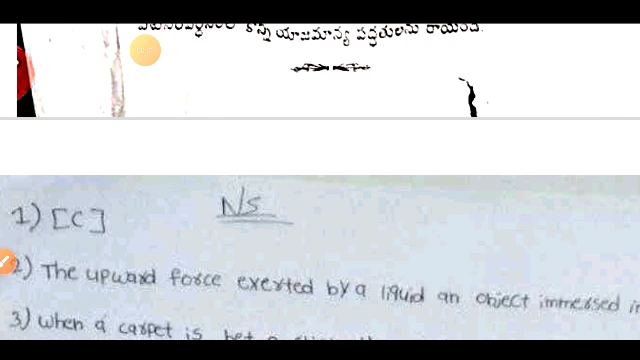 కొన్ని యాజమాన్య పద్ధతులను రాయండి.
N/S
1) [C]
2) The upward force exerted by a liquid an object immersed in
3) when a carpet is